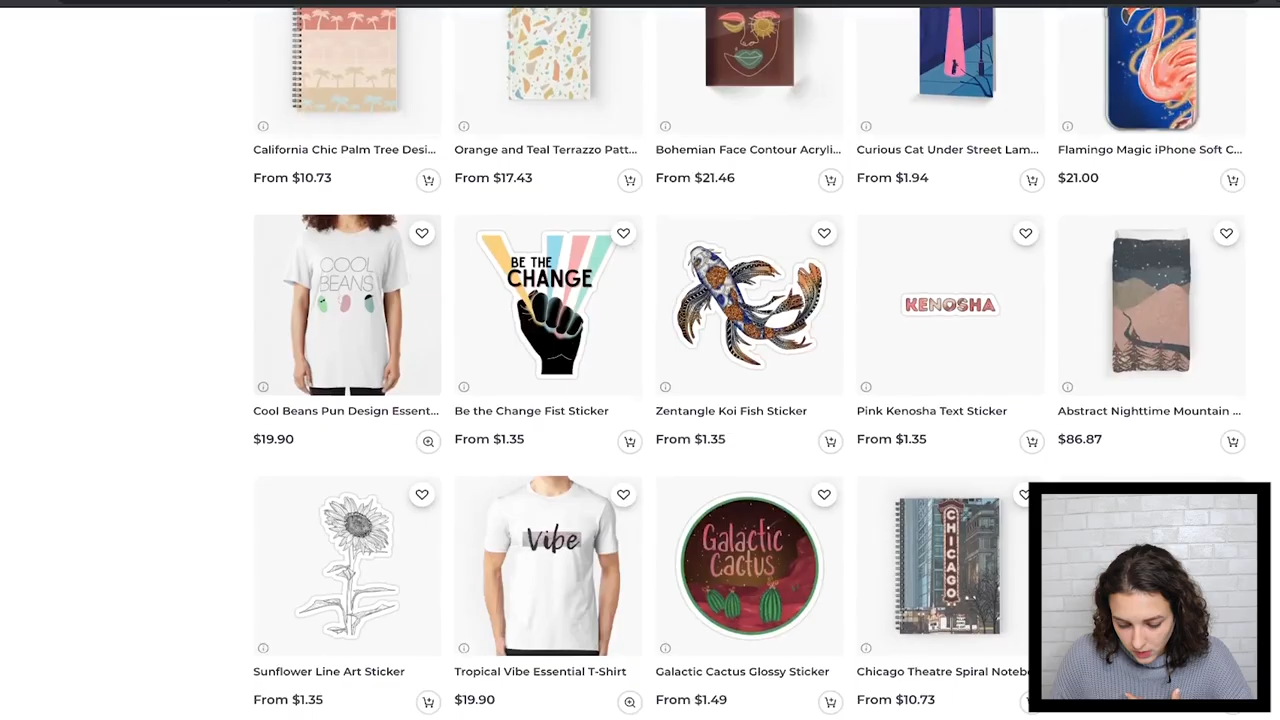 California Chic Palm Tree Desi...
Orange and Teal Terrazzo Patt...
Bohemian Face Contour Acryli...
Curious Cat Under Street Lam...
Flamingo Magic iPhone Soft C...
From $10.73
From $17.43
From $21.46
From $1.94
$21.00
COOL
BEANS
BE THE
CHANGE
KENOSHA
Cool Beans Pun Design Essent...
Be the Change Fist Sticker
Zentangle Koi Fish Sticker
Pink Kenosha Text Sticker
Abstract Nighttime Mountain ...
$19.90
From $1.35
From $1.35
From $1.35
$86.87
Vibe
Galactic
Cactus
CHICAGO
Sunflower Line Art Sticker
Tropical Vibe Essential T-Shirt
Galactic Cactus Glossy Sticker
Chicago Theatre Spiral Notebo
From $1.35
$19.90
From $1.49
From $10.73